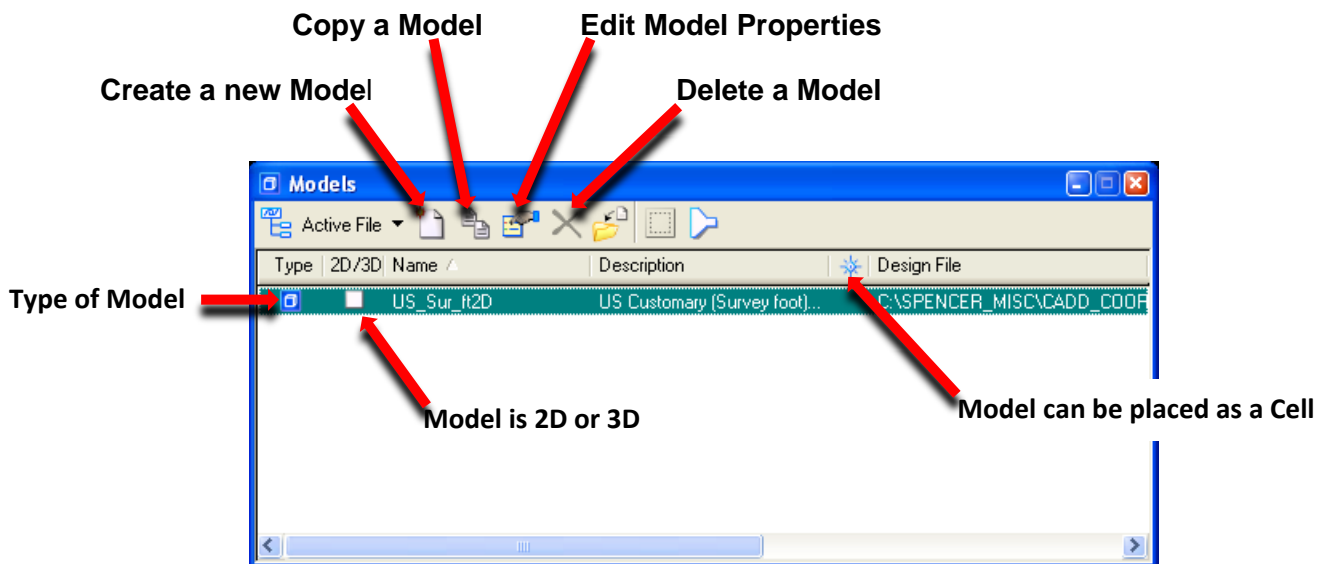 Copy a Model
Edit Model Properties
Create a new Model
Delete a Model
Models
Active File
Type 2D/3D Name Description Design File
Type of Model
US_Sur_ft2D US Customary (Survey foot)... C:\SPENCER_MISC\CADD_COOR
Model is 2D or 3D
Model can be placed as a Cell